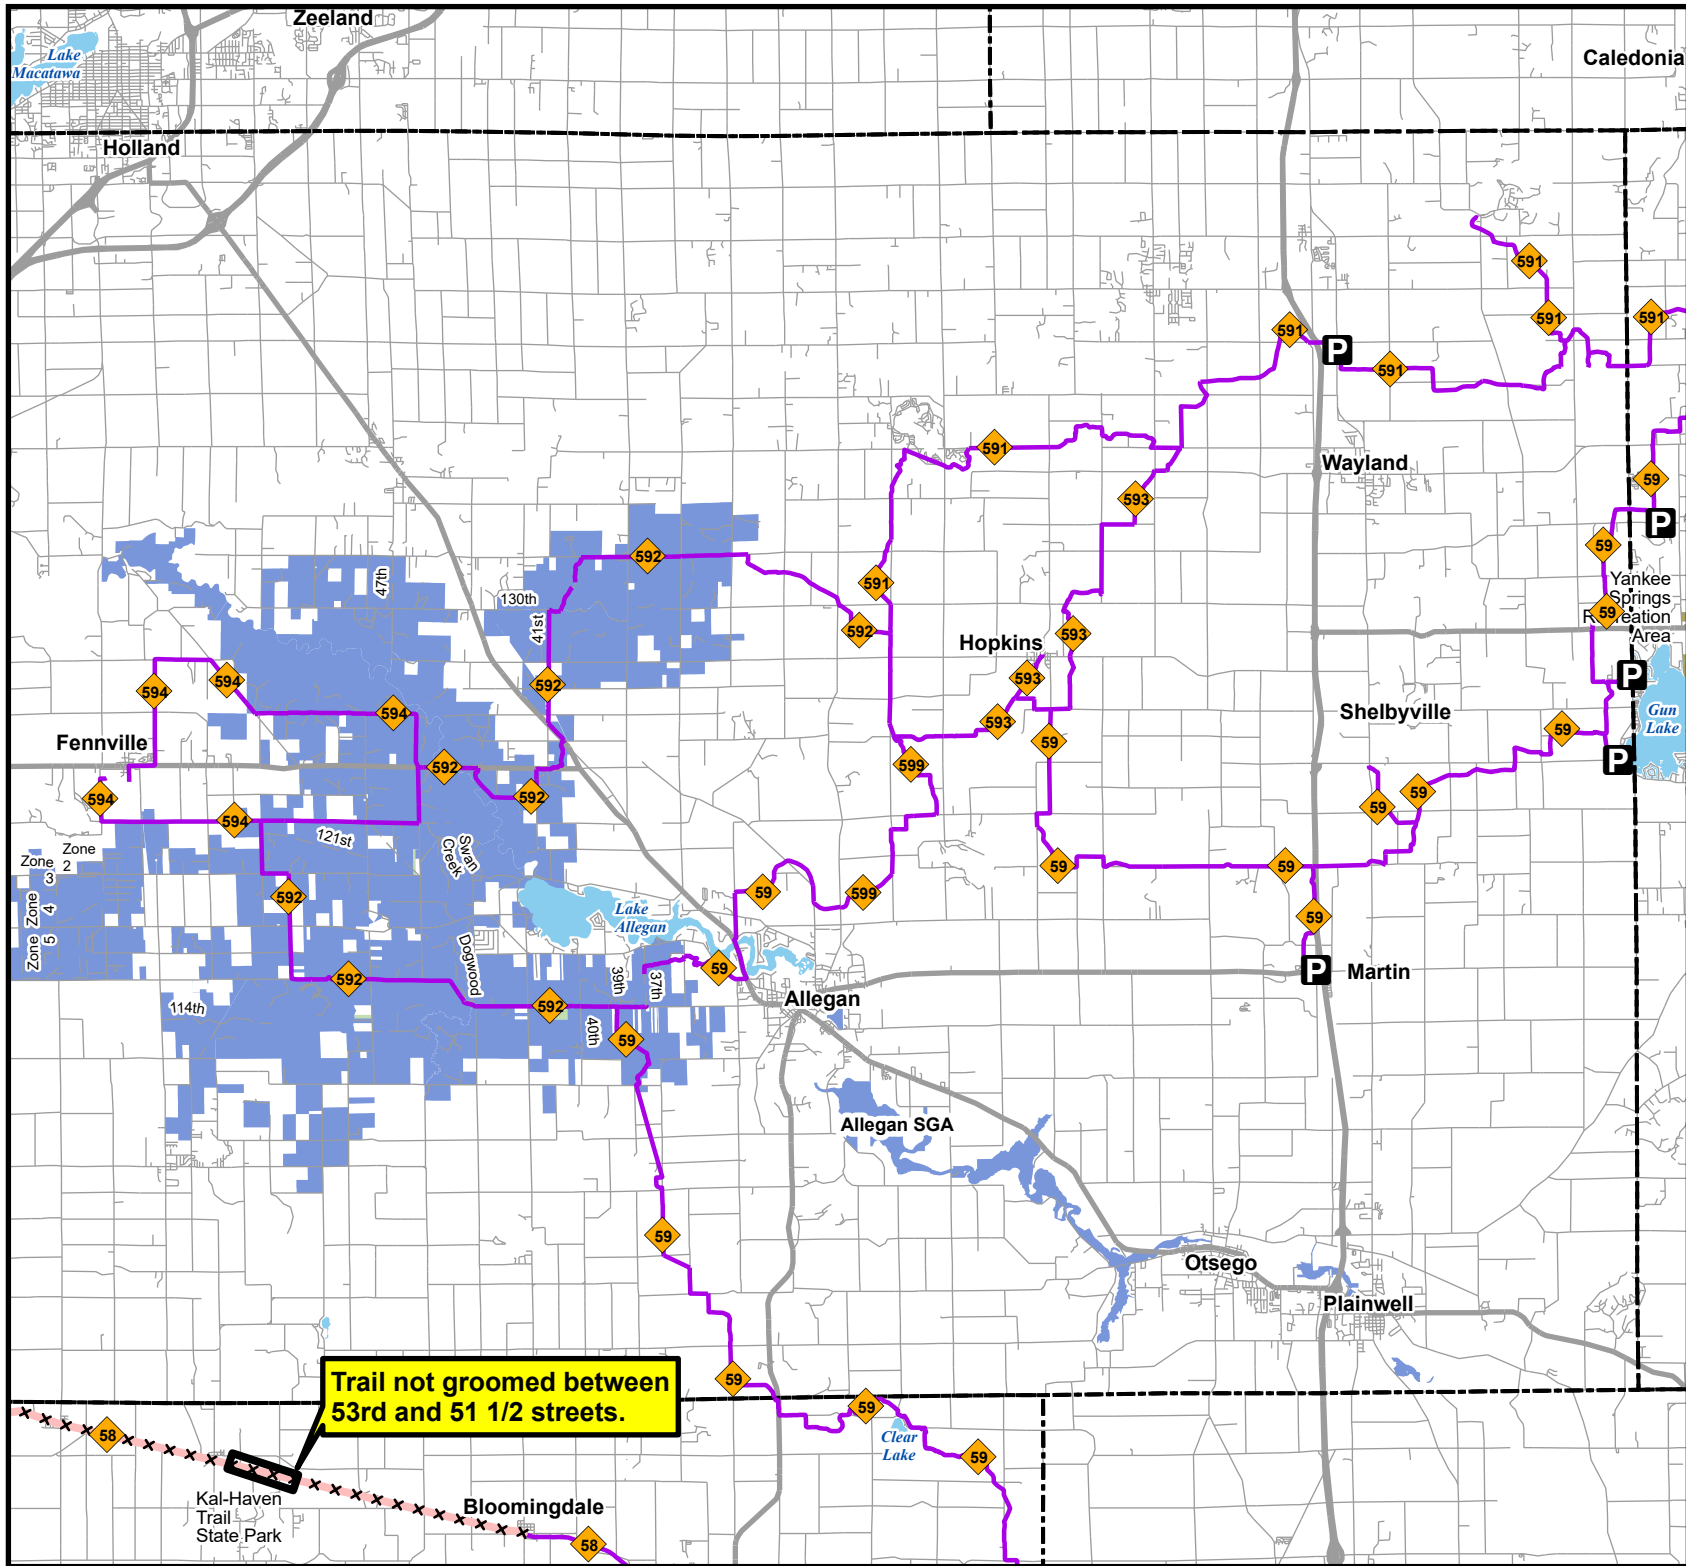 Zeeland
Lake
Macatawa
Caledonia
Holland
591
591
591
591
P
591
591
Wayland
593
59
P
59
592
591
47th
130th
41st
592
Yankee
Springs
Recreation
Area
59
Hopkins
593
593
594
594
592
P
594
593
Shelbyville
Gun
Lake
Fennville
59
59
P
592
599
594
592
59
59
594
121st
Swan
Creek
Zone
2
Zone
3
59
59
592
59
599
Zone
4
Lake
Allegan
59
Zone
5
Dogwood
59
39th
37th
P
Martin
592
Allegan
114th
592
40th
59
Allegan SGA
59
Otsego
Plainwell
Trail not groomed between
53rd and 51 1/2 streets.
59
59
58
Clear
Lake
59
Kal-Haven
Trail
State Park
Bloomingdale
58